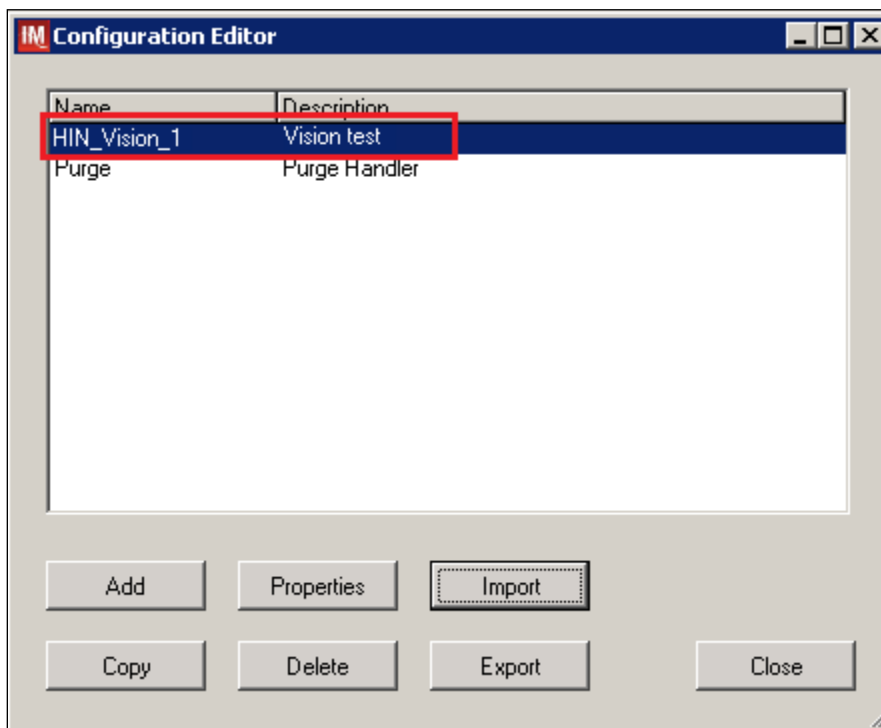 IM Configuration Editor
Name Description
HIN_Vision_1 Vision test
Purge Purge Handler
Add Properties Import
Copy Delete Export Close